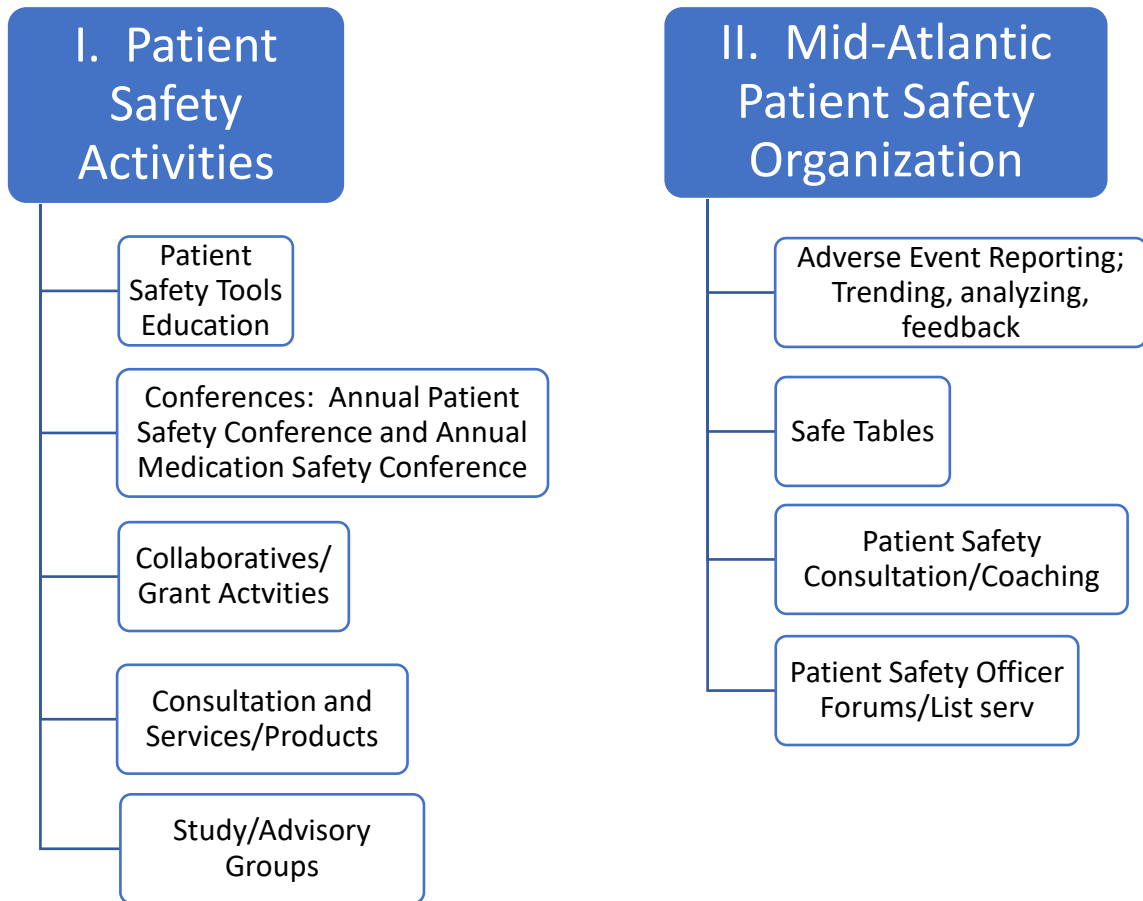 I. Patient
Safety
Activities
Patient
Safety Tools
Education
Conferences: Annual Patient
Safety Conference and Annual
Medication Safety Conference
Collaboratives/
Grant Actvities
Consultation and
Services/Products
Study/Advisory
Groups
II. Mid-Atlantic
Patient Safety
Organization
Adverse Event Reporting;
Trending, analyzing,
feedback
Safe Tables
Patient Safety
Consultation/Coaching
Patient Safety Officer
Forums/List serv